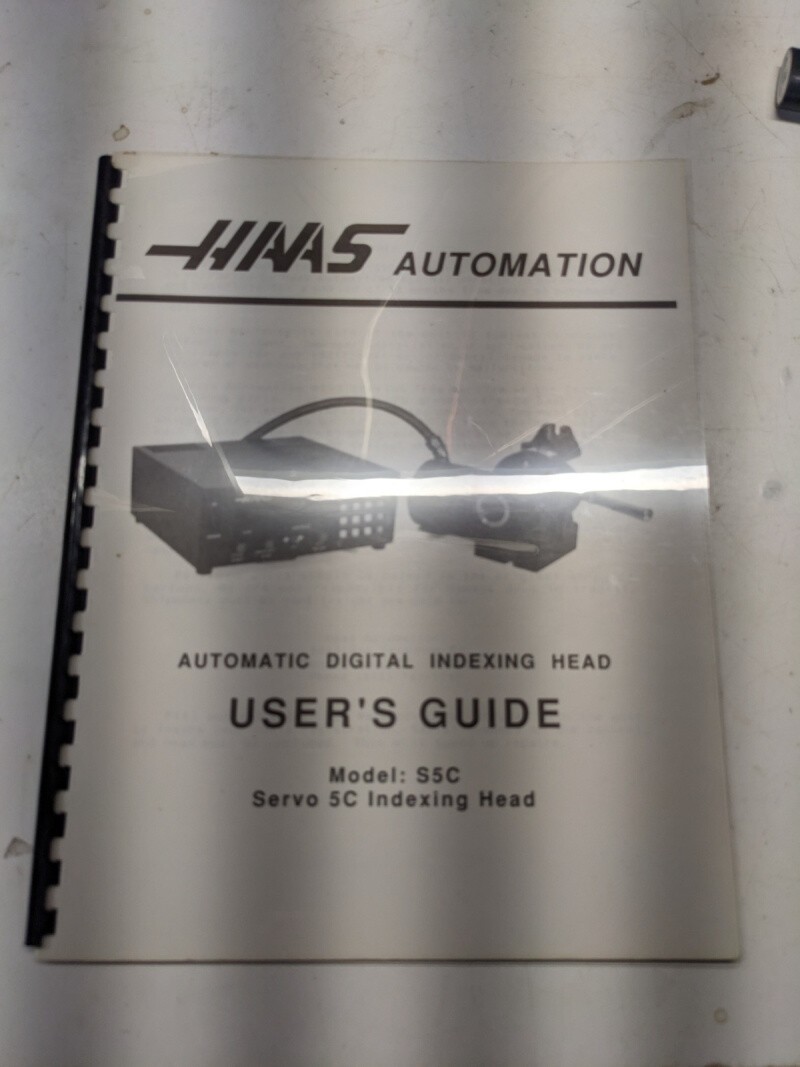 HAAS AUTOMATION
AUTOMATIC DIGITAL INDEXING HEAD
USER'S GUIDE
Model: S5C
Servo 5C Indexing Head